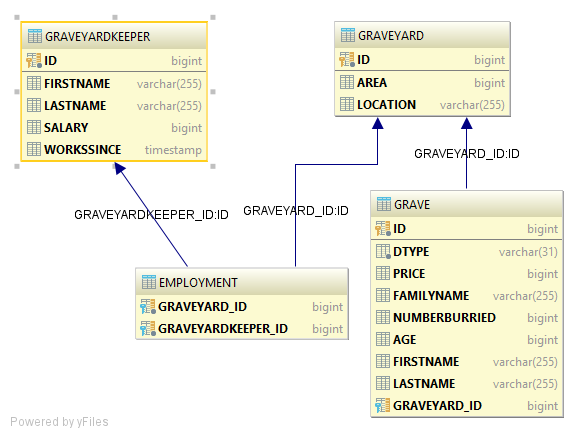 GRAVEYARDKEEPER
ID bigint
FIRSTNAME varchar(255)
LASTNAME varchar(255)
SALARY bigint
WORKSSINCE timestamp
GRAVEYARD
ID bigint
AREA bigint
LOCATION varchar(255)
GRAVEYARD_ID:ID
GRAVEYARDKEEPER_ID:ID
GRAVEYARD_ID:ID
GRAVE
ID bigint
DTYPE varchar(31)
PRICE bigint
FAMILYNAME varchar(255)
NUMBERBURRIED bigint
AGE bigint
FIRSTNAME varchar(255)
LASTNAME varchar(255)
GRAVEYARD_ID bigint
EMPLOYMENT
GRAVEYARD_ID bigint
GRAVEYARDKEEPER_ID bigint
Powered by yFiles